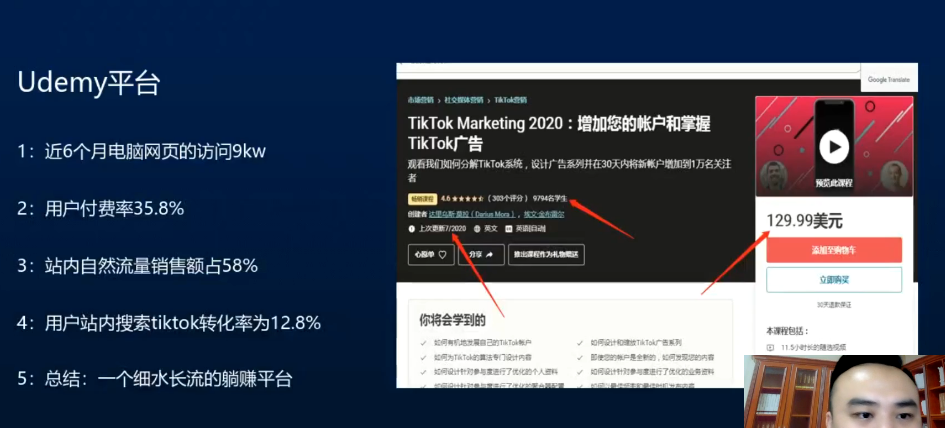 Udemy平台
1：近6个月电脑网页的访问9kw
2：用户付费率35.8%
3：站内自然流量销售额占58%
4：用户站内搜索tiktok转化率为12.8%
5：总结：一个细水长流的躺赚平台
Google Translate
市场营销 › 社交媒体营销 › TikTok营销
TikTok Marketing 2020：增加您的帐户和掌握
TikTok广告
观看我们如何分解TikTok系统，设计广告系列并在30天内将新帐户增加到1万名关注
者
畅销课程 4.6 （303个评分） 9794名学生
创建者 达里乌斯·莫拉（Darius Mora），埃文·金布雷尔
上次更新7/2020 英文 英语[自动]
心愿单 分享 推出课程作为礼物赠送
预览此课程
129.99美元
添加至购物车
立即购买
30天退款保证
本课程包括：
11.5小时长的随选视频
你将会学到的
如何有机地发展自己的TikTok帐户
如何为TikTok的算法专门设计内容
如何设计针对参与度进行了优化的个人资料
如何设计和缩放TikTok广告系列
即使您的帐户是全新的，如何发现您的内容
如何设计针对参与度进行了优化的业务资料